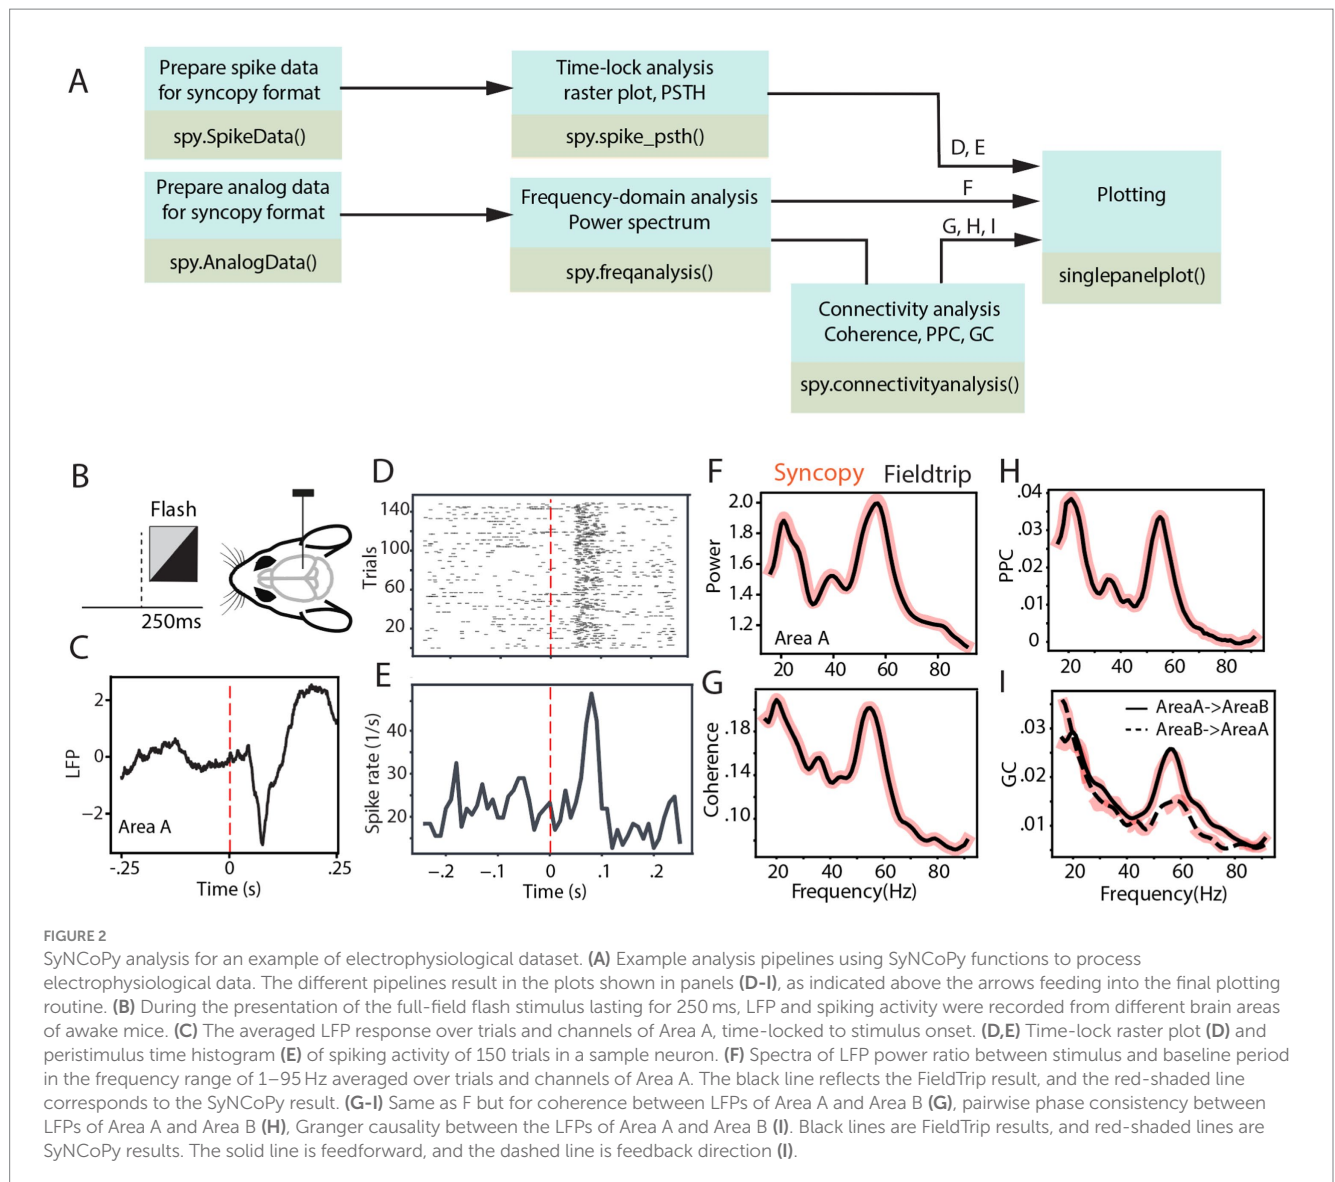 A
Prepare spike data
for syncopy format
spy.SpikeData()
Time-lock analysis
raster plot, PSTH
spy.spike_psth()
D, E
Prepare analog data
for syncopy format
spy.AnalogData()
Frequency-domain analysis
Power spectrum
spy.freqanalysis()
F
G, H, I
Plotting
singlepanelplot()
Connectivity analysis
Coherence, PPC, GC
spy.connectivityanalysis()
B
Flash
250ms
C
LFP
2
0
−2
Area A
-.25
0
.25
Time (s)
D
Trials
140
100
60
20
E
Spike rate (1/s)
40
30
20
−.2
−.1
0
.1
.2
Time (s)
F
Syncopy Fieldtrip
Power
2.0
1.8
1.6
1.4
1.2
Area A
20
40
60
80
G
Coherence
.18
.14
.10
20
40
60
80
Frequency(Hz)
H
PPC
.04
.03
.02
.01
0
20
40
60
80
I
GC
.03
.02
.01
AreaA->AreaB
AreaB->AreaA
20
40
60
80
Frequency(Hz)
FIGURE 2
SyNCoPy analysis for an example of electrophysiological dataset. (A) Example analysis pipelines using SyNCoPy functions to process
electrophysiological data. The different pipelines result in the plots shown in panels (D-I), as indicated above the arrows feeding into the final plotting
routine. (B) During the presentation of the full-field flash stimulus lasting for 250 ms, LFP and spiking activity were recorded from different brain areas
of awake mice. (C) The averaged LFP response over trials and channels of Area A, time-locked to stimulus onset. (D,E) Time-lock raster plot (D) and
peristimulus time histogram (E) of spiking activity of 150 trials in a sample neuron. (F) Spectra of LFP power ratio between stimulus and baseline period
in the frequency range of 1–95 Hz averaged over trials and channels of Area A. The black line reflects the FieldTrip result, and the red-shaded line
corresponds to the SyNCoPy result. (G-I) Same as F but for coherence between LFPs of Area A and Area B (G), pairwise phase consistency between
LFPs of Area A and Area B (H), Granger causality between the LFPs of Area A and Area B (I). Black lines are FieldTrip results, and red-shaded lines are
SyNCoPy results. The solid line is feedforward, and the dashed line is feedback direction (I).